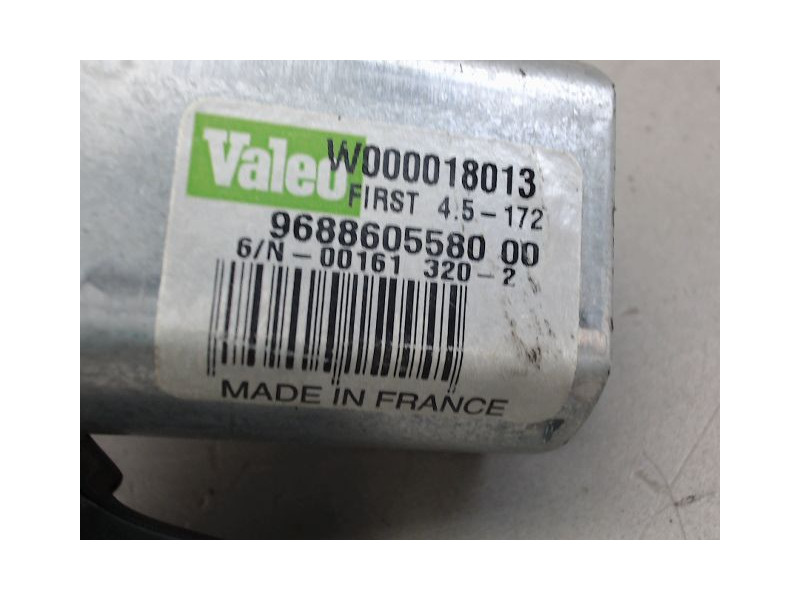 Valeo W000018013
FIRST 4.5-172
9688605580 00
6/N-00161 320-2
MADE IN FRANCE